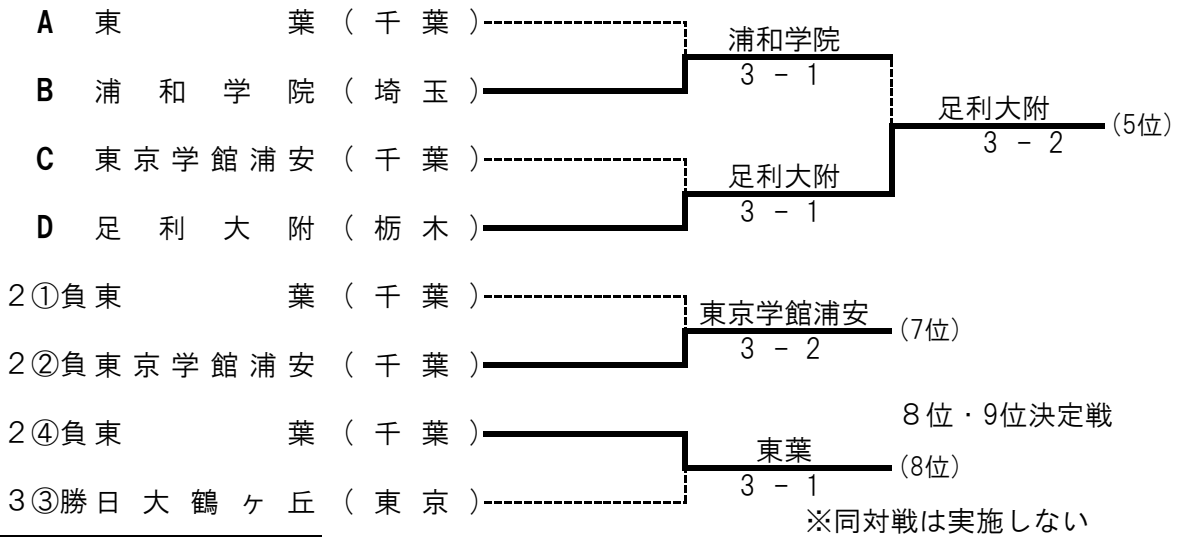 A 東葉(千葉)
浦和学院
3 - 1
B 浦和学院(埼玉)
足利大附
3 - 2
(5位)
C 東京学館浦安(千葉)
足利大附
3 - 1
D 足利大附(栃木)
2①負東葉(千葉)
東京学館浦安
3 - 2
(7位)
2②負東京学館浦安(千葉)
8位・9位決定戦
2④負東葉(千葉)
東葉
3 - 1
(8位)
3③勝日大鶴ヶ丘(東京)
※同対戦は実施しない